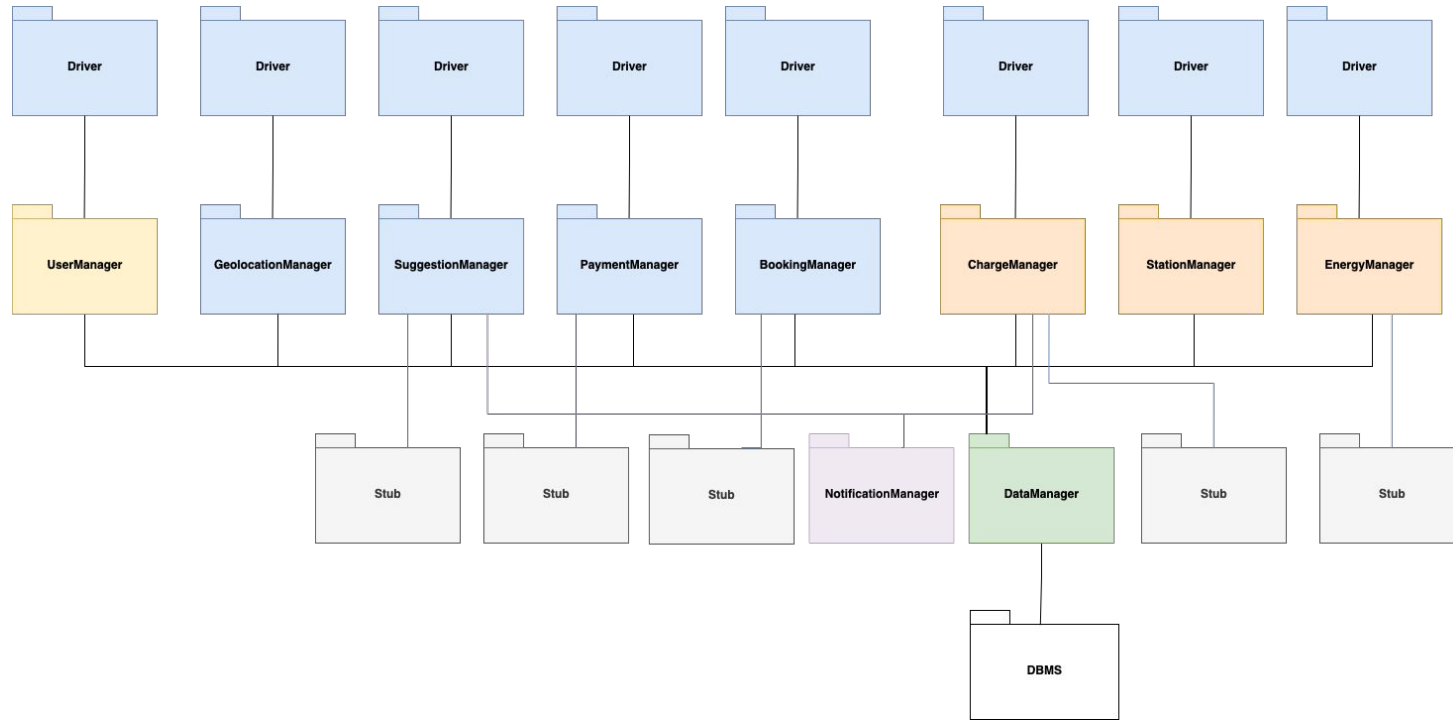 Driver
Driver
Driver
Driver
Driver
Driver
Driver
Driver
UserManager
GeolocationManager
SuggestionManager
PaymentManager
BookingManager
ChargeManager
StationManager
EnergyManager
Stub
Stub
Stub
NotificationManager
DataManager
Stub
Stub
DBMS